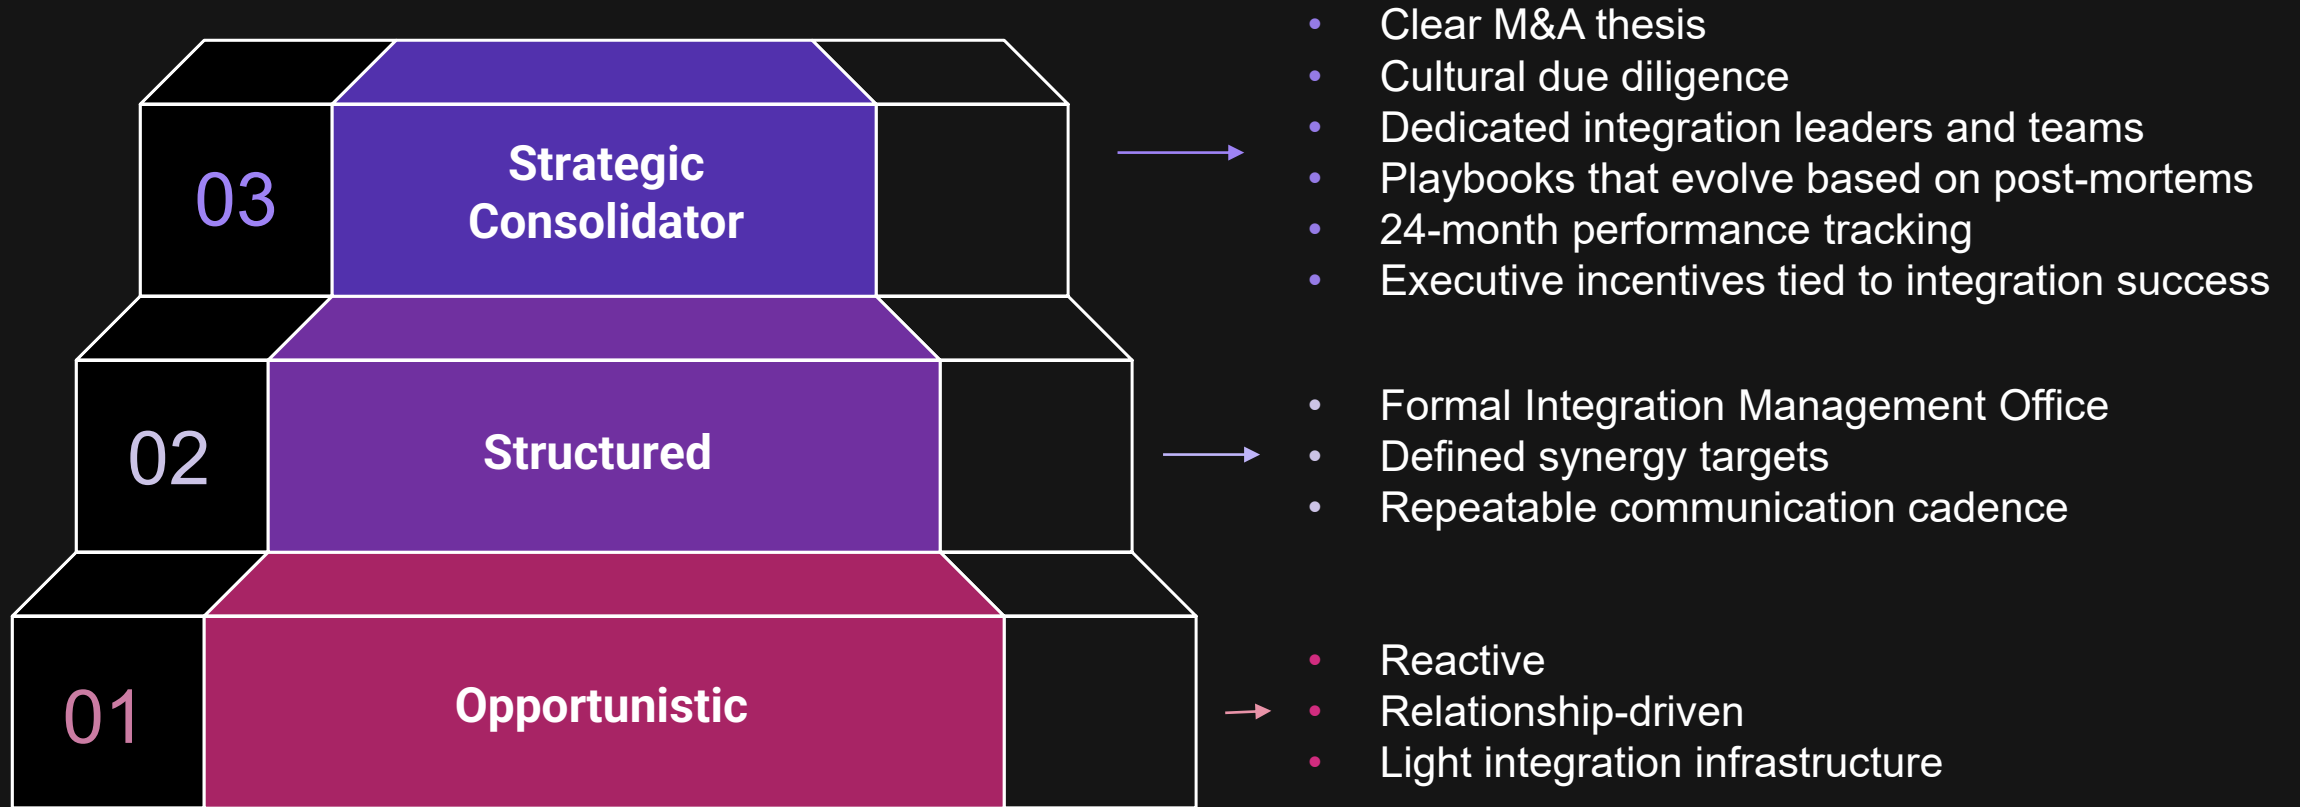 03
Strategic
Consolidator
• Clear M&A thesis
• Cultural due diligence
• Dedicated integration leaders and teams
• Playbooks that evolve based on post-mortems
• 24-month performance tracking
• Executive incentives tied to integration success
02
Structured
• Formal Integration Management Office
• Defined synergy targets
• Repeatable communication cadence
01
Opportunistic
• Reactive
• Relationship-driven
• Light integration infrastructure